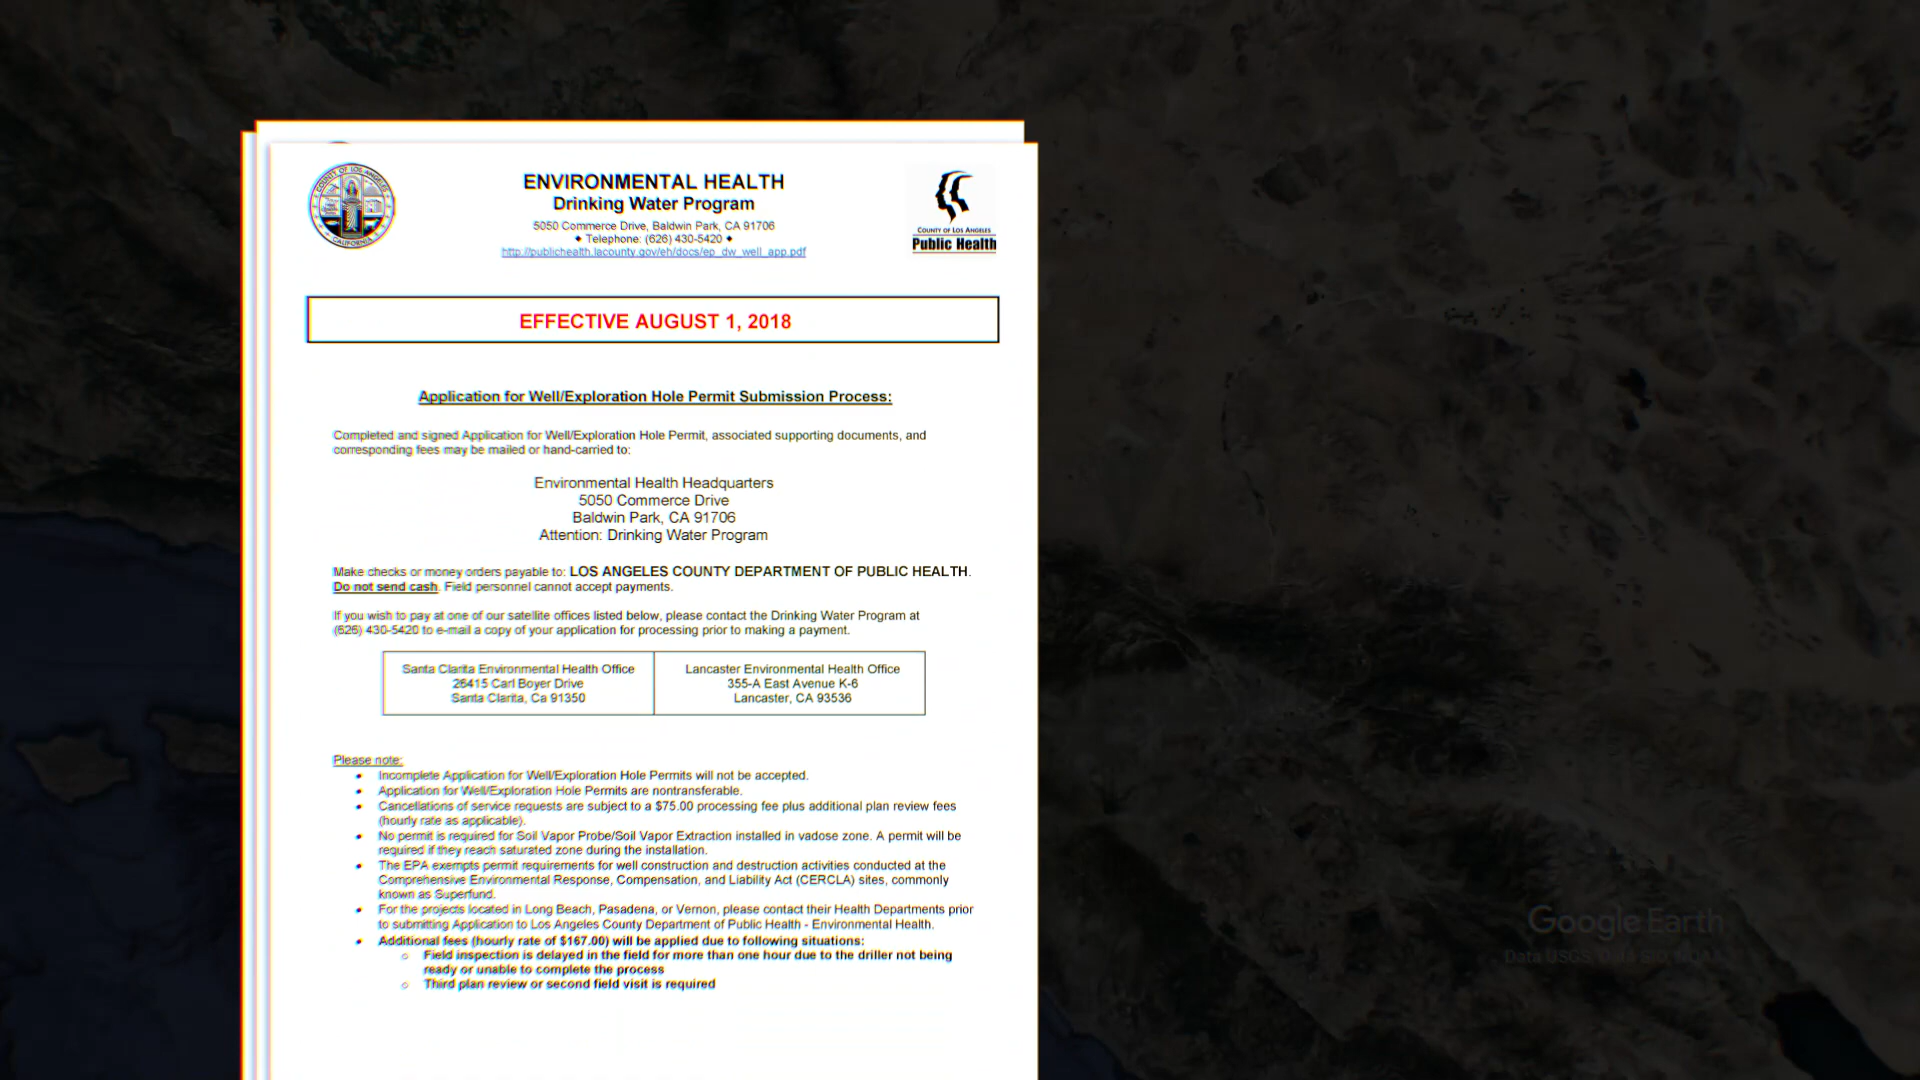 COUNTY OF LOS ANGELES
CALIFORNIA
ENVIRONMENTAL HEALTH
Drinking Water Program
5050 Commerce Drive, Baldwin Park, CA 91706
◆ Telephone: (626) 430-5420 ◆
http://publichealth.lacounty.gov/eh/docs/ep_dw_well_app.pdf
COUNTY OF LOS ANGELES
Public Health
EFFECTIVE AUGUST 1, 2018
Application for Well/Exploration Hole Permit Submission Process:
Completed and signed Application for Well/Exploration Hole Permit, associated supporting documents, and
corresponding fees may be mailed or hand-carried to:
Environmental Health Headquarters
5050 Commerce Drive
Baldwin Park, CA 91706
Attention: Drinking Water Program
Make checks or money orders payable to: LOS ANGELES COUNTY DEPARTMENT OF PUBLIC HEALTH.
Do not send cash. Field personnel cannot accept payments.
If you wish to pay at one of our satellite offices listed below, please contact the Drinking Water Program at
(626) 430-5420 to e-mail a copy of your application for processing prior to making a payment.
Santa Clarita Environmental Health Office
26415 Carl Boyer Drive
Santa Clarita, Ca 91350
Lancaster Environmental Health Office
355-A East Avenue K-6
Lancaster, CA 93536
Please note:
• Incomplete Application for Well/Exploration Hole Permits will not be accepted.
• Application for Well/Exploration Hole Permits are nontransferable.
• Cancellations of service requests are subject to a $75.00 processing fee plus additional plan review fees
(hourly rate as applicable).
• No permit is required for Soil Vapor Probe/Soil Vapor Extraction installed in vadose zone. A permit will be
required if they reach saturated zone during the installation.
• The EPA exempts permit requirements for well construction and destruction activities conducted at the
Comprehensive Environmental Response, Compensation, and Liability Act (CERCLA) sites, commonly
known as Superfund.
• For the projects located in Long Beach, Pasadena, or Vernon, please contact their Health Departments prior
to submitting Application to Los Angeles County Department of Public Health - Environmental Health.
• Additional fees (hourly rate of $167.00) will be applied due to following situations:
○ Field inspection is delayed in the field for more than one hour due to the driller not being
ready or unable to complete the process
○ Third plan review or second field visit is required
Google Earth
Data USGS, Data SIO, NOAA